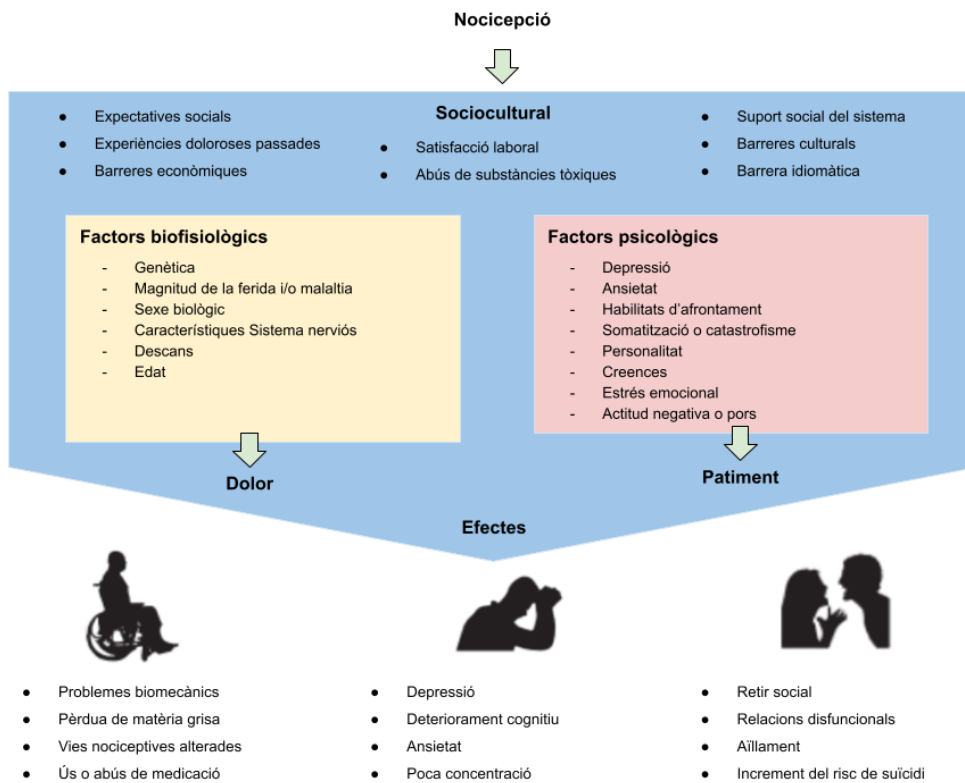 Nocicepció
Sociocultural
● Expectatives socials
● Experiències doloroses passades
● Barreres econòmiques
● Satisfacció laboral
● Abús de substàncies tòxiques
● Suport social del sistema
● Barreres culturals
● Barrera idiomàtica
Factors biofisiològics
- Genètica
- Magnitud de la ferida i/o malaltia
- Sexe biològic
- Característiques Sistema nerviós
- Descans
- Edat
Factors psicològics
- Depressió
- Ansietat
- Habilitats d’afrontament
- Somatització o catastrofisme
- Personalitat
- Creences
- Estrés emocional
- Actitud negativa o pors
Dolor
Patiment
Efectes
● Problemes biomecànics
● Pèrdua de matèria grisa
● Vies nociceptives alterades
● Ús o abús de medicació
● Depressió
● Deteriorament cognitiu
● Ansietat
● Poca concentració
● Retir social
● Relacions disfuncionals
● Aïllament
● Increment del risc de suïcidi